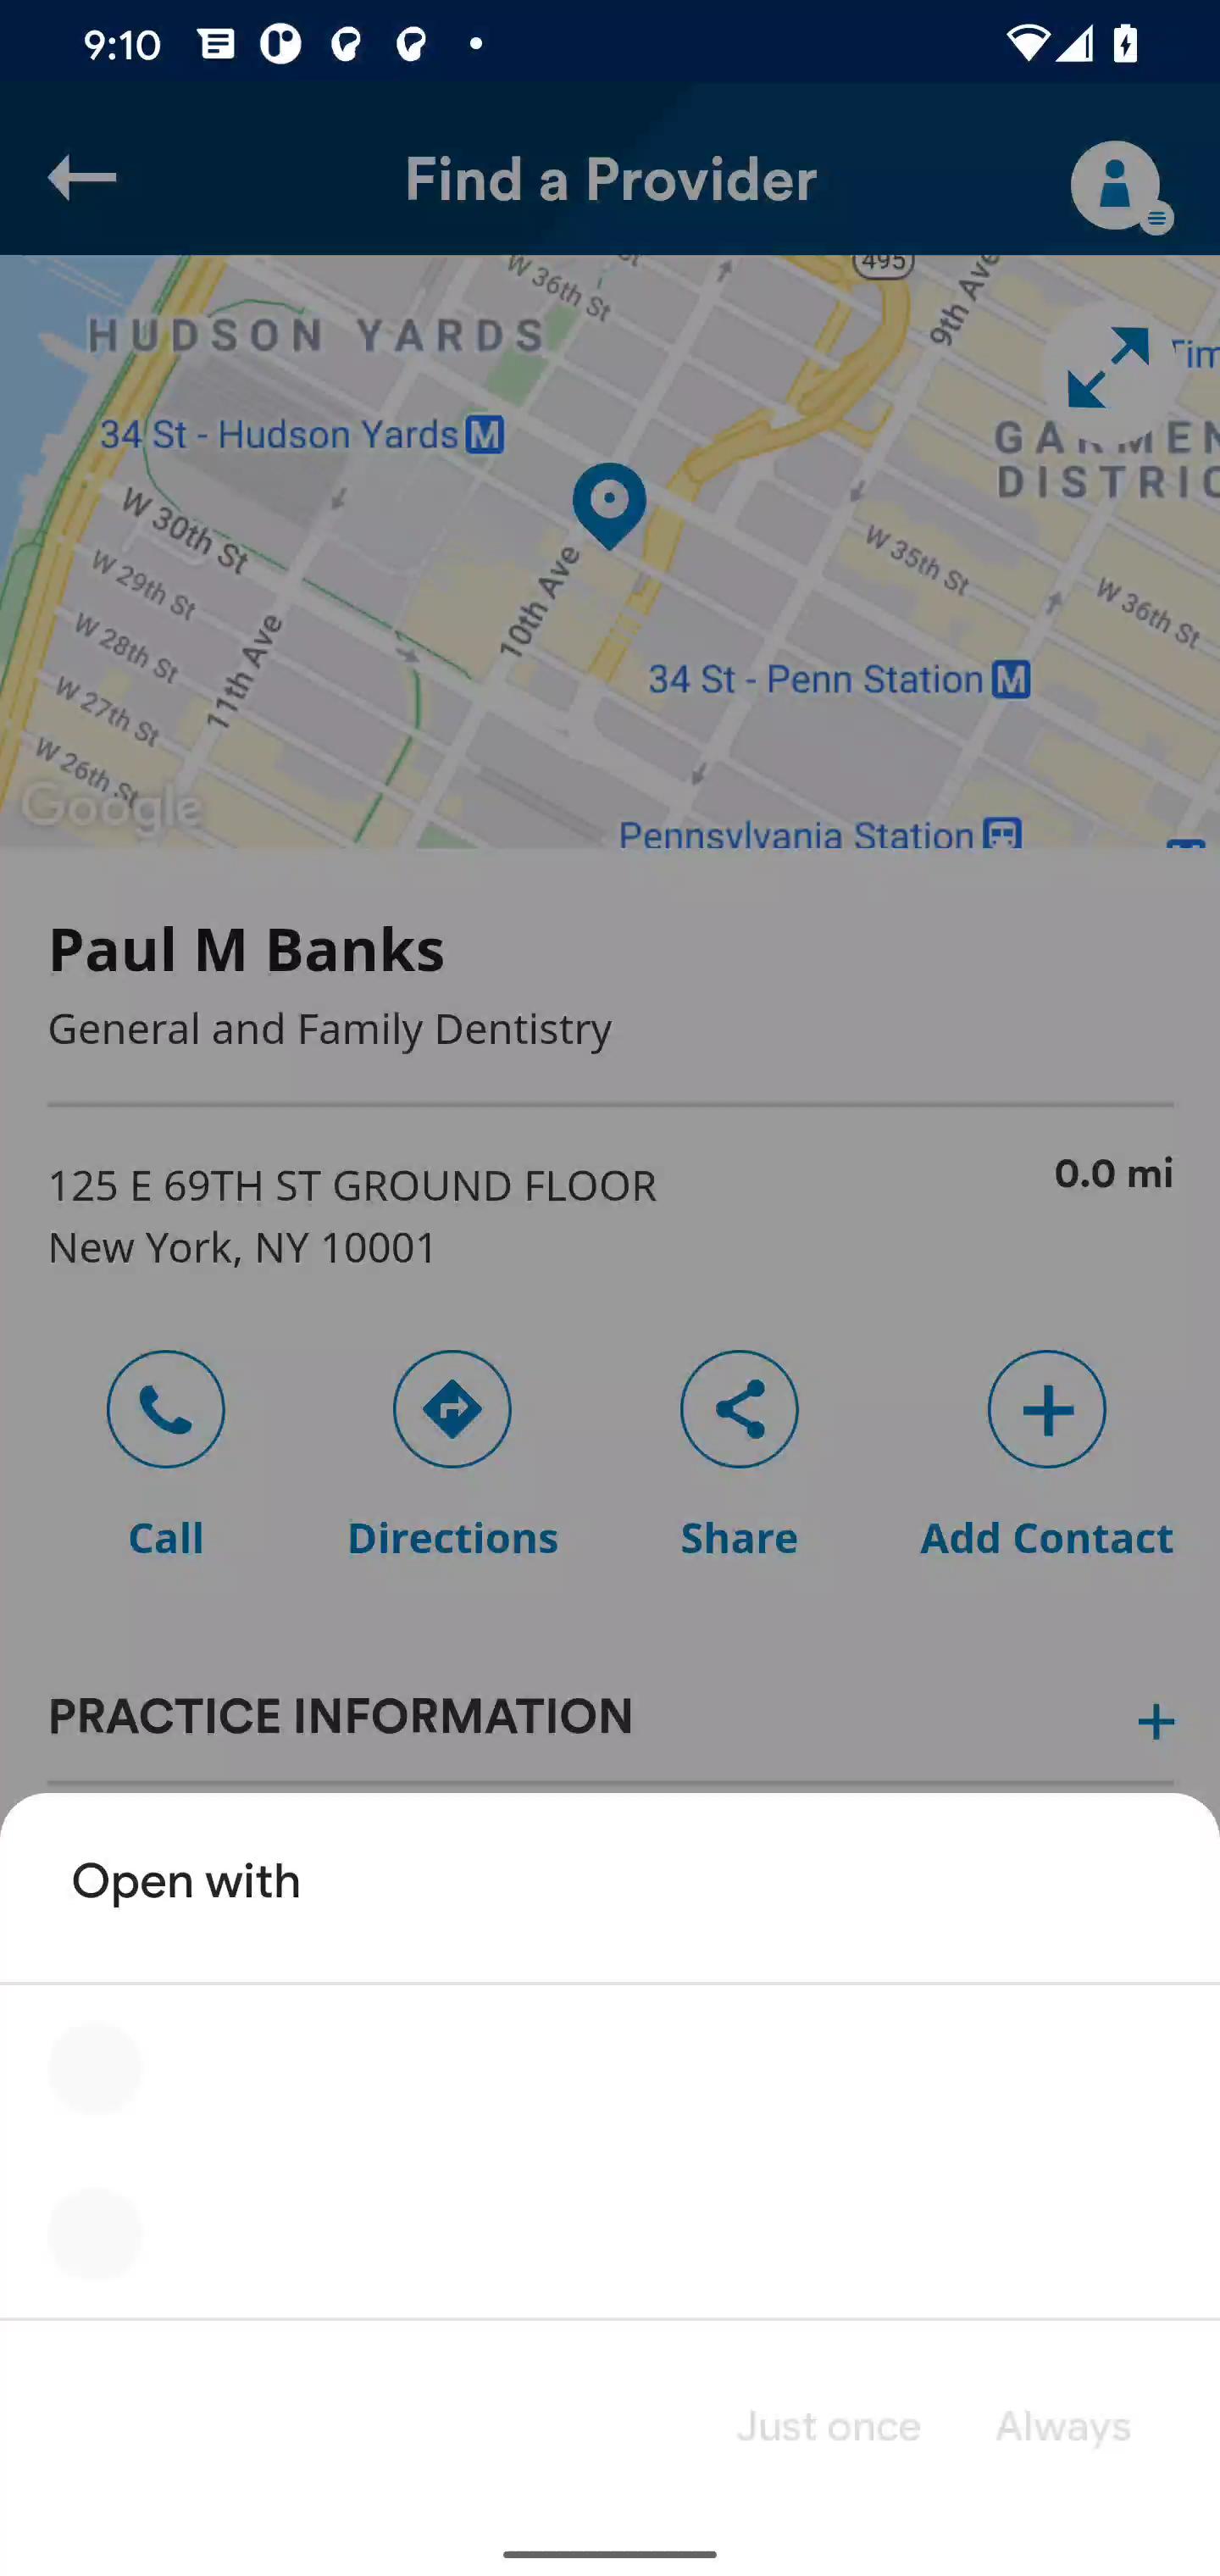 9:10
Find a Provider
495
W 36th St
9th Ave
HUDSON YARDS
34 St - Hudson Yards M
DISTRIC
W 30th St
W 35th St
W 29th St
10th Ave
W 36th St
W 28th St
11th Ave
34 St - Penn Station M
W 27th St
W 26th St
Google
Pennsylvania Station
Paul M Banks
General and Family Dentistry
125 E 69TH ST GROUND FLOOR
0.0 mi
New York, NY 10001
Call
Directions
Share
Add Contact
PRACTICE INFORMATION
Open with
Just once
Always